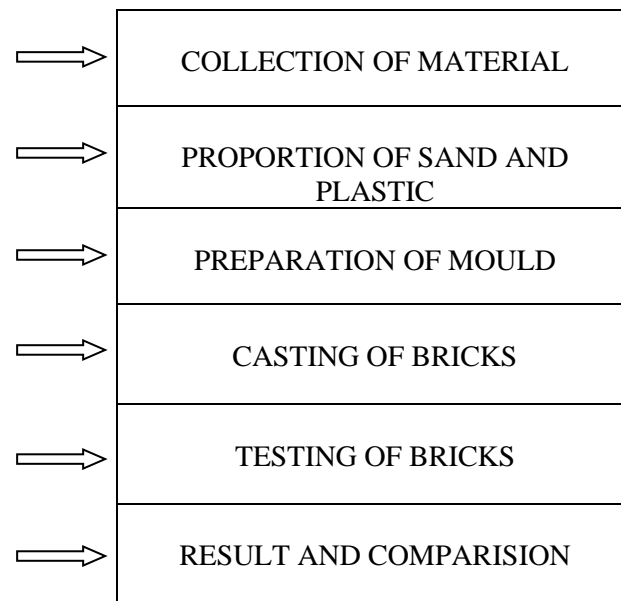 COLLECTION OF MATERIAL
PROPORTION OF SAND AND
PLASTIC
PREPARATION OF MOULD
CASTING OF BRICKS
TESTING OF BRICKS
RESULT AND COMPARISION